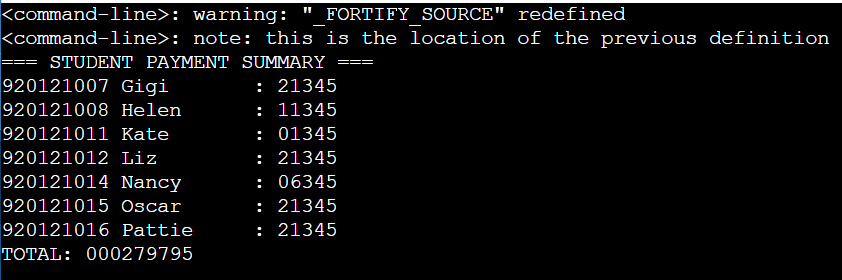 <command-line>: warning: "_FORTIFY_SOURCE" redefined
<command-line>: note: this is the location of the previous definition
=== STUDENT PAYMENT SUMMARY ===
920121007 Gigi       : 21345
920121008 Helen      : 11345
920121011 Kate       : 01345
920121012 Liz        : 21345
920121014 Nancy      : 06345
920121015 Oscar      : 21345
920121016 Pattie     : 21345
TOTAL: 000279795